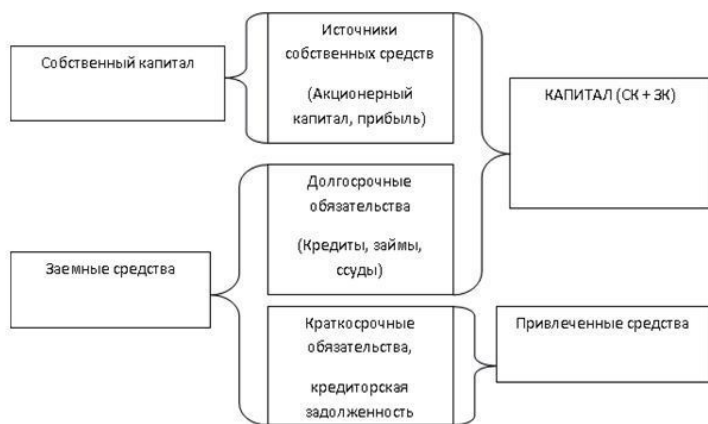 Собственный капитал
Источники
собственных средств
(Акционерный
капитал, прибыль)
КАПИТАЛ (СК + ЗК)
Заемные средства
Долгосрочные
обязательства
(Кредиты, займы,
ссуды)
Краткосрочные
обязательства,
кредиторская
задолженность
Привлеченные средства